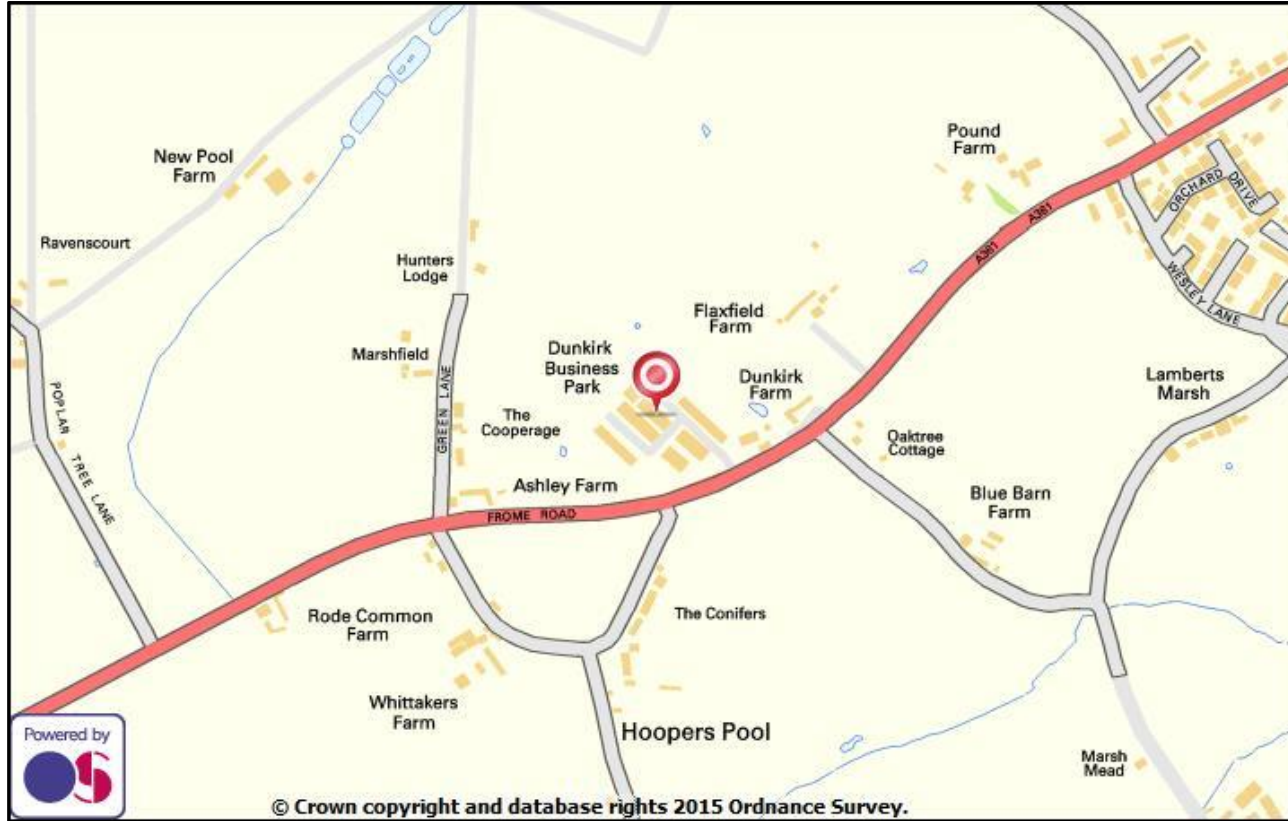 New Pool
Farm
Pound
Farm
ORCHARD
DRIVE
A361
A361
Ravenscourt
Hunters
Lodge
WESLEY LANE
Flaxfield
Farm
Marshfield
Dunkirk
Business
Park
Dunkirk
Farm
Lamberts
Marsh
POPLAR TREE LANE
GREEN LANE
The
Cooperage
Oaktree
Cottage
Ashley Farm
Blue Barn
Farm
FROME ROAD
Rode Common
Farm
The Conifers
Whittakers
Farm
Hoopers Pool
Powered by
OS
Marsh
Mead
© Crown copyright and database rights 2015 Ordnance Survey.